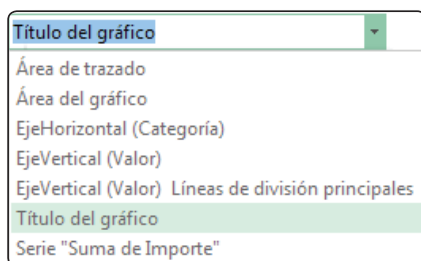 Título del gráfico
Área de trazado
Área del gráfico
EjeHorizontal (Categoría)
EjeVertical (Valor)
EjeVertical (Valor)  Líneas de división principales
Título del gráfico
Serie "Suma de Importe"